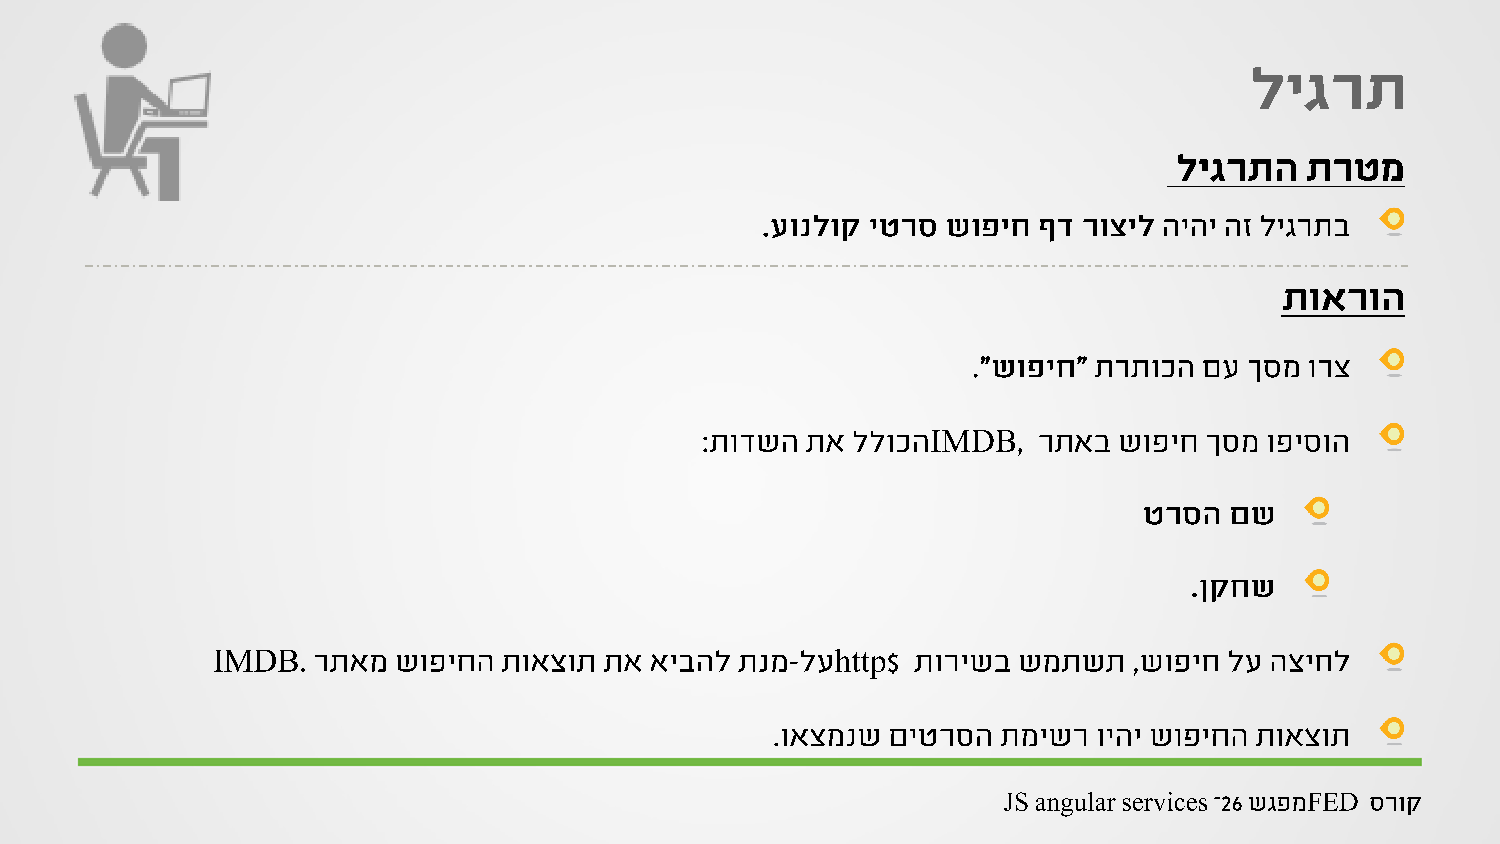 תרגיל
מטרת התרגיל
בתרגיל זה יהיה ליצור דף חיפוש סרטי קולנוע.
הוראות
צרו מסך עם הכותרת "חיפוש".
הוסיפו מסך חיפוש באתר IMDB, הכולל את השדות:
שם הסרט
שחקן.
לחיצה על חיפוש, תשתמש בשירות $http על-מנת להביא את תוצאות החיפוש מאתר IMDB.
תוצאות החיפוש יהיו רשימת הסרטים שנמצאו.
קורס FED מפגש 26־ JS angular services